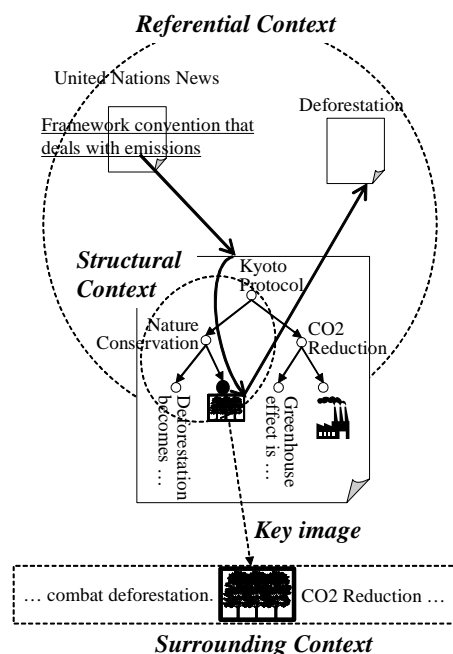 Referential Context
United Nations News
Deforestation
Framework convention that
deals with emissions
Structural
Context
Kyoto
Protocol
Nature
Conservation
CO2
Reduction
Deforestation
becomes …
Greenhouse
effect is …
Key image
… combat deforestation.
CO2 Reduction …
Surrounding Context